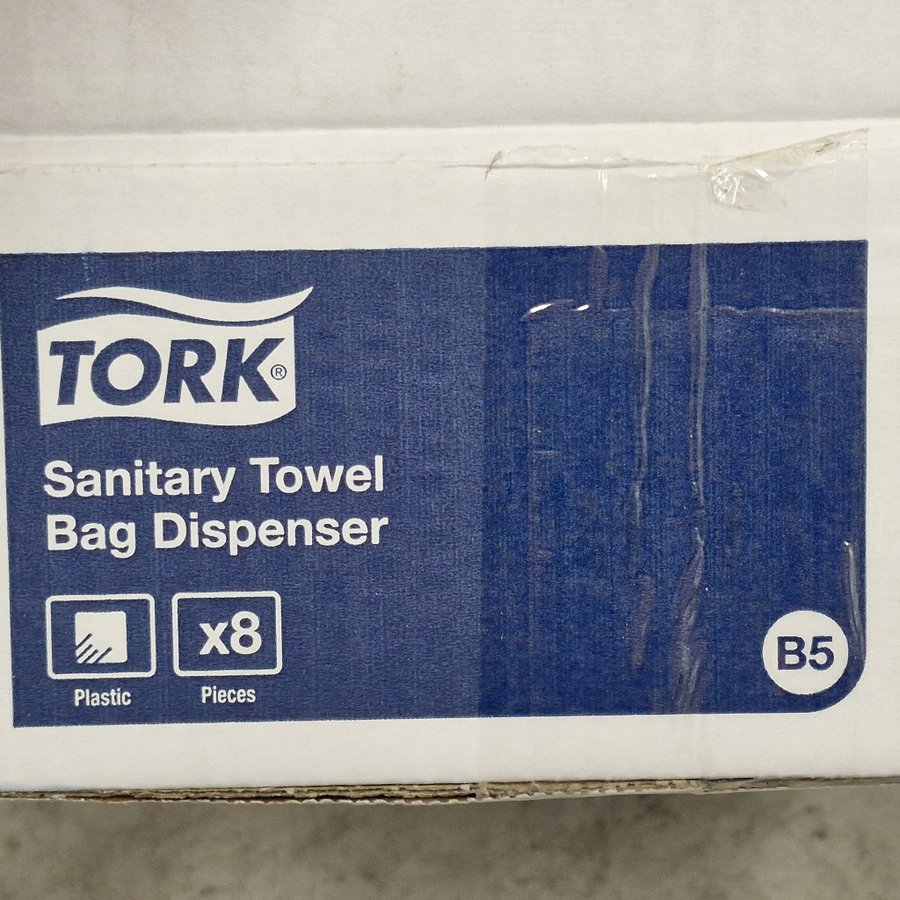 TORK®
Sanitary Towel
Bag Dispenser
x8
Plastic
Pieces
B5